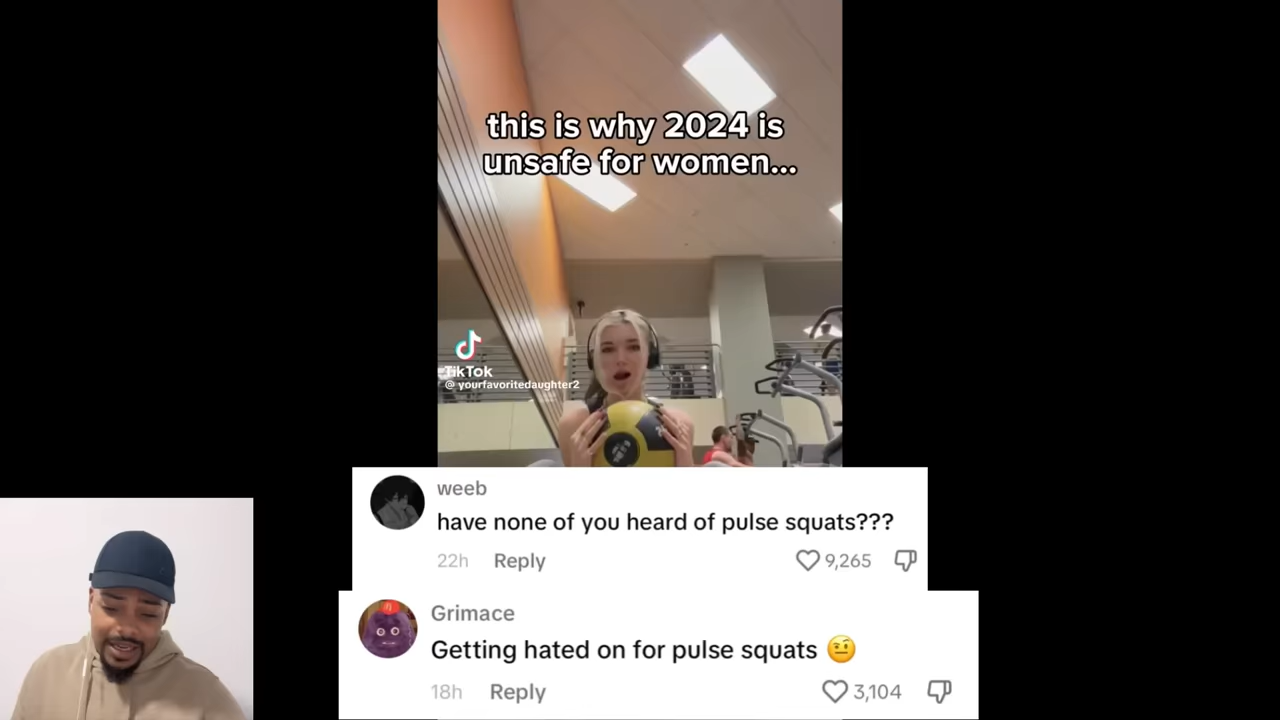 this is why 2024 is
unsafe for women...
TikTok
@ yourfavoritedaughter2
weeb
have none of you heard of pulse squats???
22h Reply 9,265
Grimace
Getting hated on for pulse squats 🤨
18h Reply 3,104